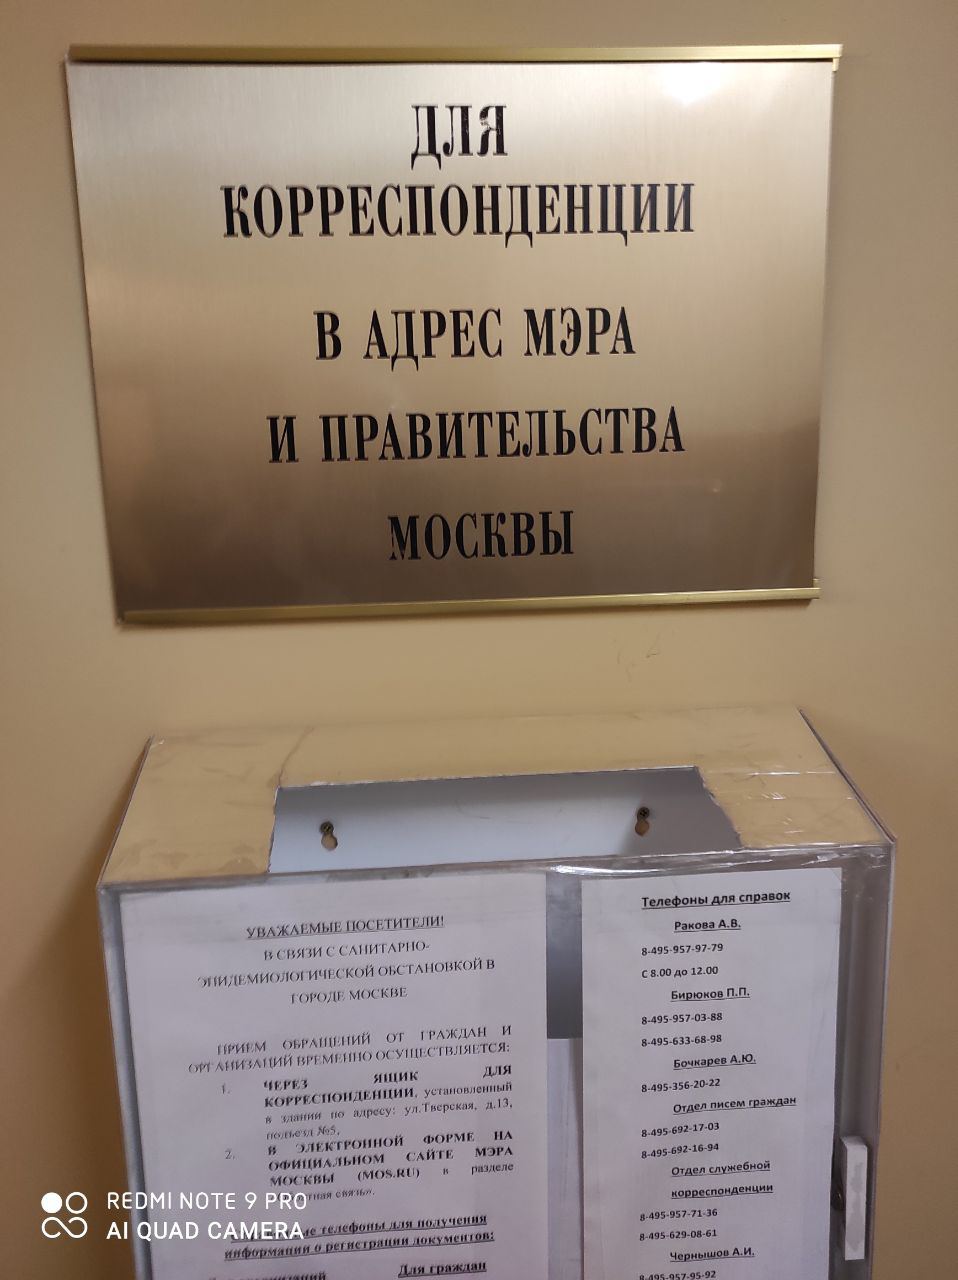 ДЛЯ
КОРРЕСПОНДЕНЦИИ
В АДРЕС МЭРА
И ПРАВИТЕЛЬСТВА
МОСКВЫ
УВАЖАЕМЫЕ ПОСЕТИТЕЛИ!
В СВЯЗИ С САНИТАРНО-
ЭПИДЕМИОЛОГИЧЕСКОЙ ОБСТАНОВКОЙ В
ГОРОДЕ МОСКВЕ
ПРИЕМ ОБРАЩЕНИЙ ОТ ГРАЖДАН И
ОРГАНИЗАЦИЙ ВРЕМЕННО ОСУЩЕСТВЛЯЕТСЯ:
1. ЧЕРЕЗ ЯЩИК ДЛЯ
КОРРЕСПОНДЕНЦИИ, установленный
в здании по адресу: ул.Тверская, д.13,
подъезд №5,
2. В ЭЛЕКТРОННОЙ ФОРМЕ НА
ОФИЦИАЛЬНОМ САЙТЕ МЭРА
МОСКВЫ (MOS.RU) в разделе
связь».
телефоны для получения
информации о регистрации документов:
Для граждан
Телефоны для справок
Ракова А.В.
8-495-957-97-79
С 8.00 до 12.00
Бирюков П.П.
8-495-957-03-88
8-495-633-68-98
Бочкарев А.Ю.
8-495-356-20-22
Отдел писем граждан
8-495-692-17-03
8-495-692-16-94
Отдел служебной
корреспонденции
8-495-957-71-36
8-495-629-08-61
Чернышов А.И.
8-495-957-95-92
REDMI NOTE 9 PRO
AI QUAD CAMERA